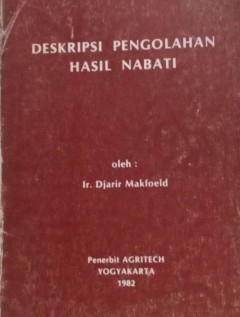 DESKRIPSI PENGOLAHAN
HASIL NABATI
oleh :
Ir. Djarir Makfoeld
Penerbit AGRITECH
YOGYAKARTA
1982